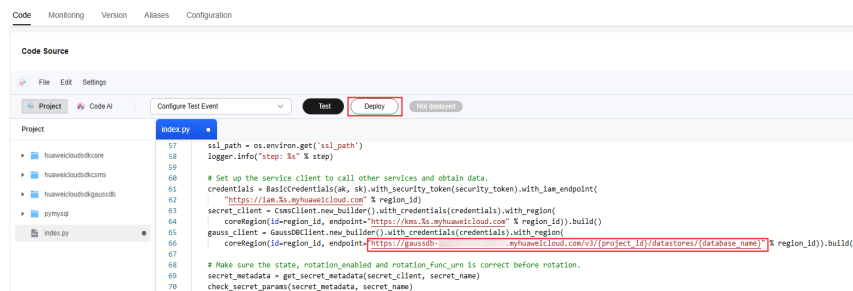 Code Monitoring Version Aliases Configuration
Code Source
File Edit Settings
Project Code AI Configure Test Event Test Deploy Not deployed
Project index.py
huaweicloudsdkcore
huaweicloudsdkcsms
huaweicloudsdkgaussdb
pymysql
index.py
57 ssl_path = os.environ.get('ssl_path')
58 logger.info("step: %s" % step)
59
60 # Set up the service client to call other services and obtain data.
61 credentials = BasicCredentials(ak, sk).with_security_token(security_token).with_iam_endpoint(
62 "https://iam.%s.myhuaweicloud.com" % region_id)
63 secret_client = CsmsClient.new_builder().with_credentials(credentials).with_region(
64 coreRegion(id=region_id, endpoint="https://kms.%s.myhuaweicloud.com" % region_id)).build()
65 gauss_client = GaussDBClient.new_builder().with_credentials(credentials).with_region(
66 coreRegion(id=region_id, endpoint="https://gaussdb- .myhuaweicloud.com/v3/{project_id}/datastores/{database_name}" % region_id)).build(
67
68 # Make sure the state, rotation_enabled and rotation_func_urn is correct before rotation.
69 secret_metadata = get_secret_metadata(secret_client, secret_name)
70 check_secret_params(secret_metadata, secret_name)